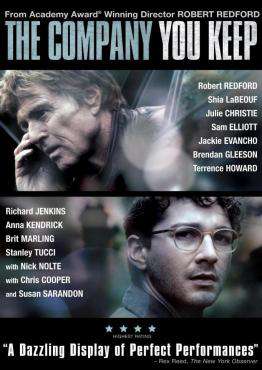 From Academy Award® Winning Director ROBERT REDFORD
THE COMPANY YOU KEEP
Robert REDFORD
Shia LaBEOUF
Julie CHRISTIE
Sam ELLIOTT
Jackie EVANCHO
Brendan GLEESON
Terrence HOWARD
Richard JENKINS
Anna KENDRICK
Brit MARLING
Stanley TUCCI
with Nick NOLTE
with Chris COOPER
and Susan SARANDON
HIGHEST RATING
"A Dazzling Display of Perfect Performances"
– Rex Reed, The New York Observer